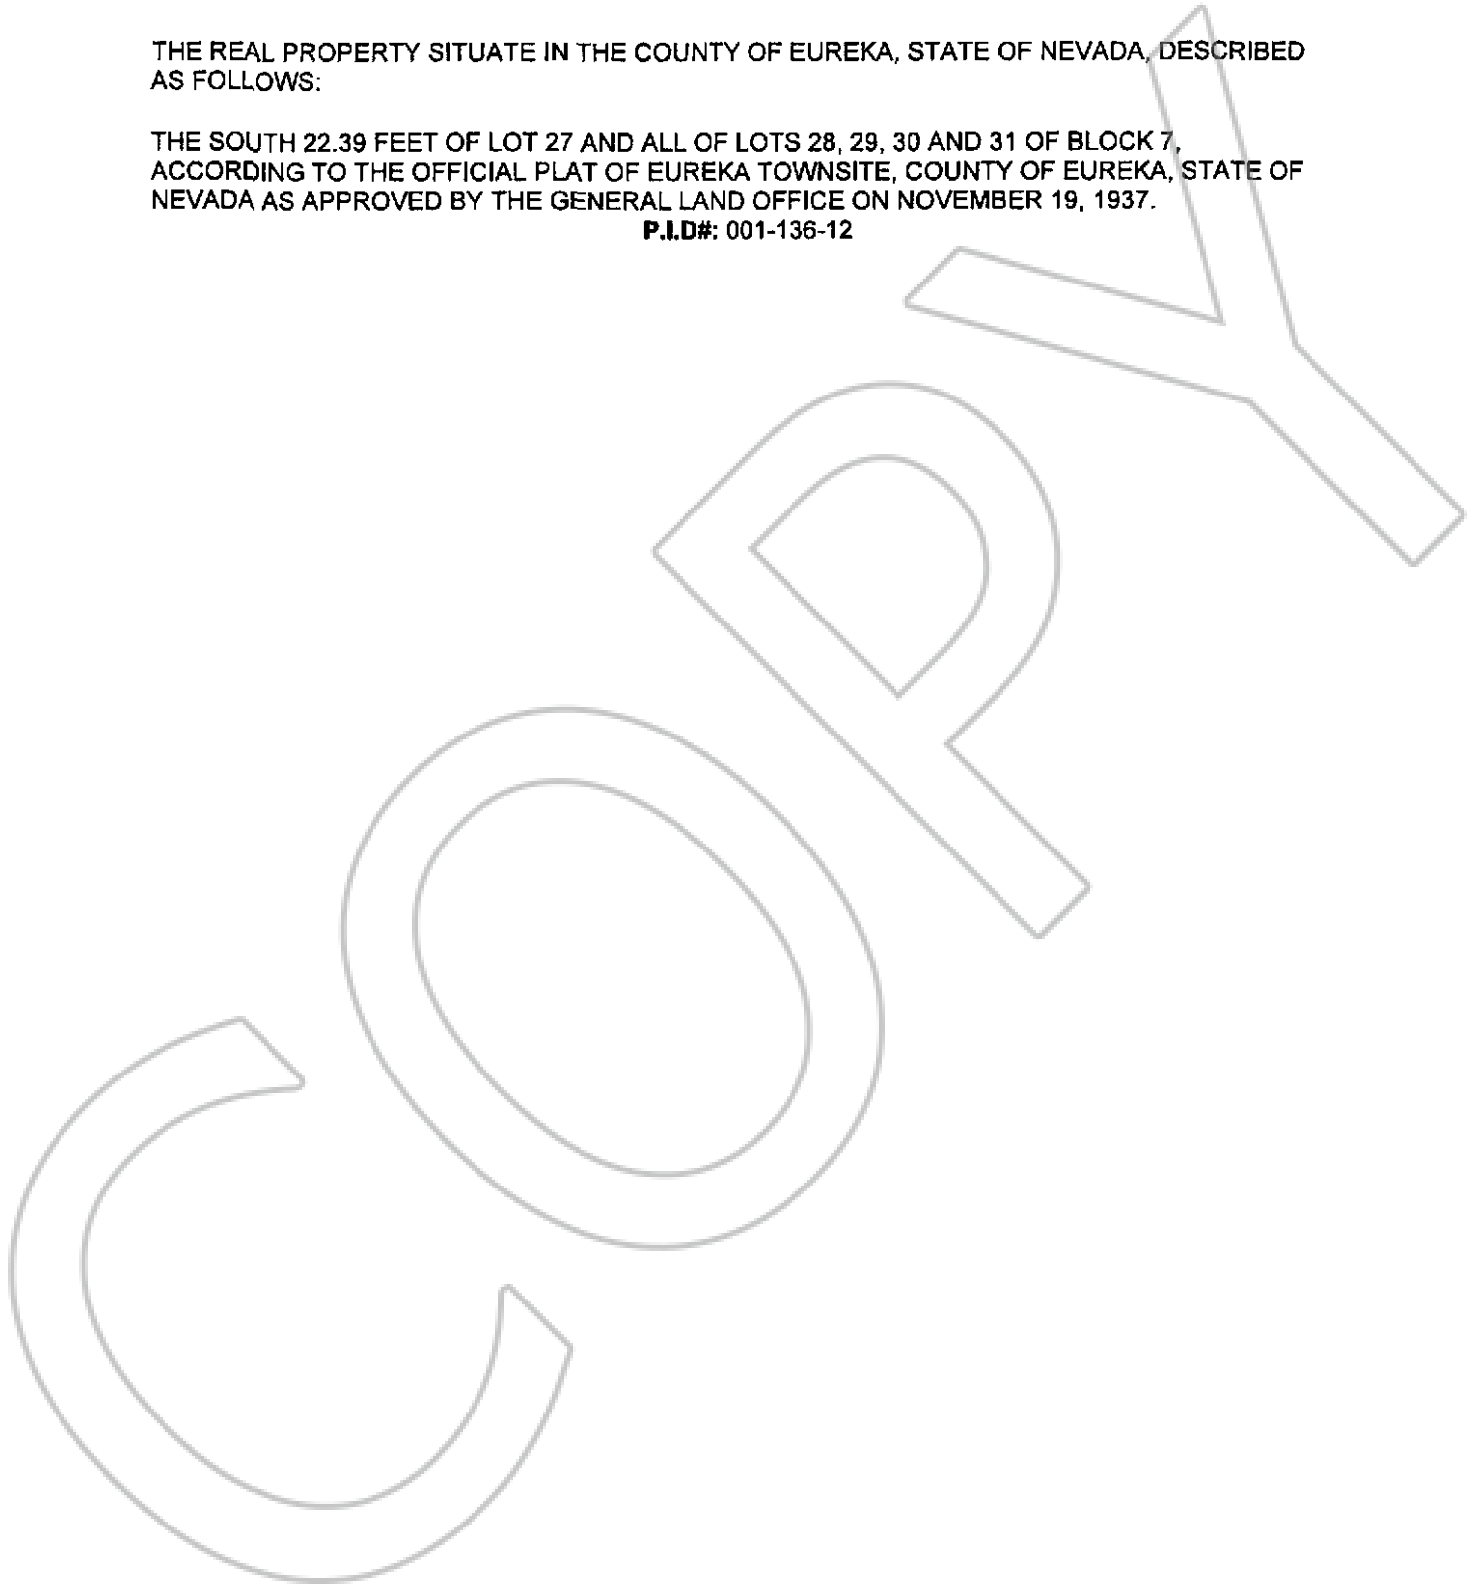 THE REAL PROPERTY SITUATE IN THE COUNTY OF EUREKA, STATE OF NEVADA, DESCRIBED
AS FOLLOWS:
THE SOUTH 22.39 FEET OF LOT 27 AND ALL OF LOTS 28, 29, 30 AND 31 OF BLOCK 7,
ACCORDING TO THE OFFICIAL PLAT OF EUREKA TOWNSITE, COUNTY OF EUREKA, STATE OF
NEVADA AS APPROVED BY THE GENERAL LAND OFFICE ON NOVEMBER 19, 1937.
P.I.D#: 001-136-12
COPY